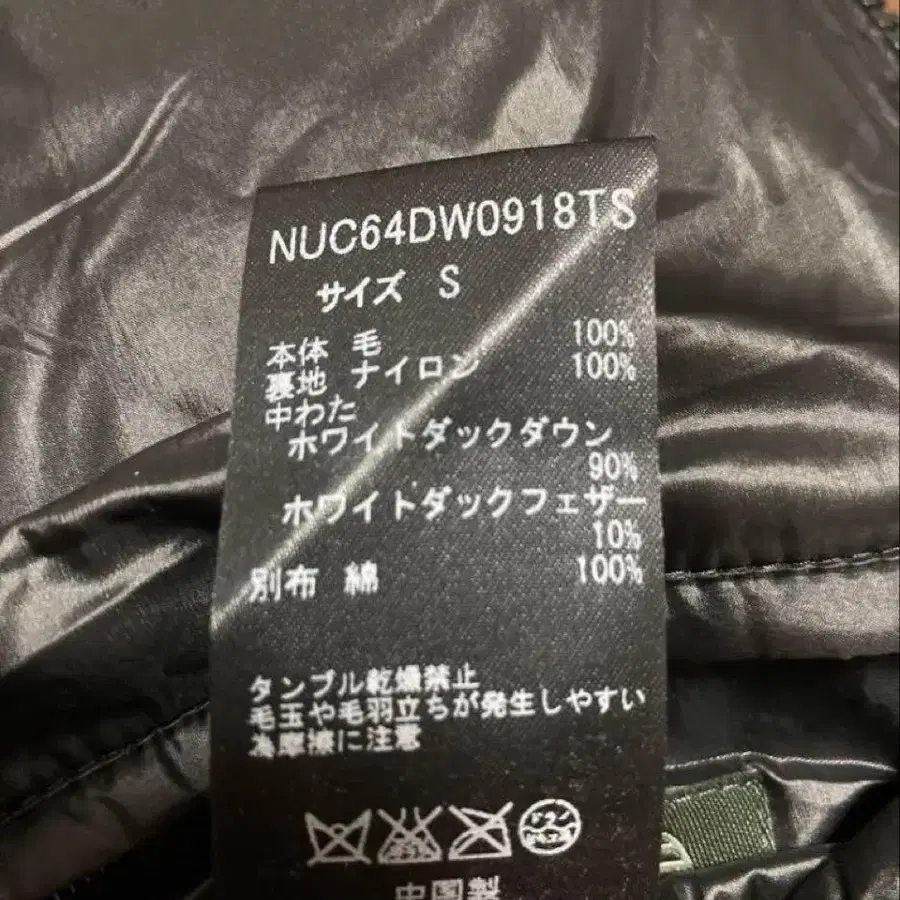 NUC64DW0918TS
サイズ S
本体 毛 100%
裏地 ナイロン 100%
中わた
ホワイトダックダウン
90%
ホワイトダックフェザー
10%
別布 綿 100%
タンブル乾燥禁止
毛玉や毛羽立ちが発生しやすい
為摩擦に注意
ドライ
中国製